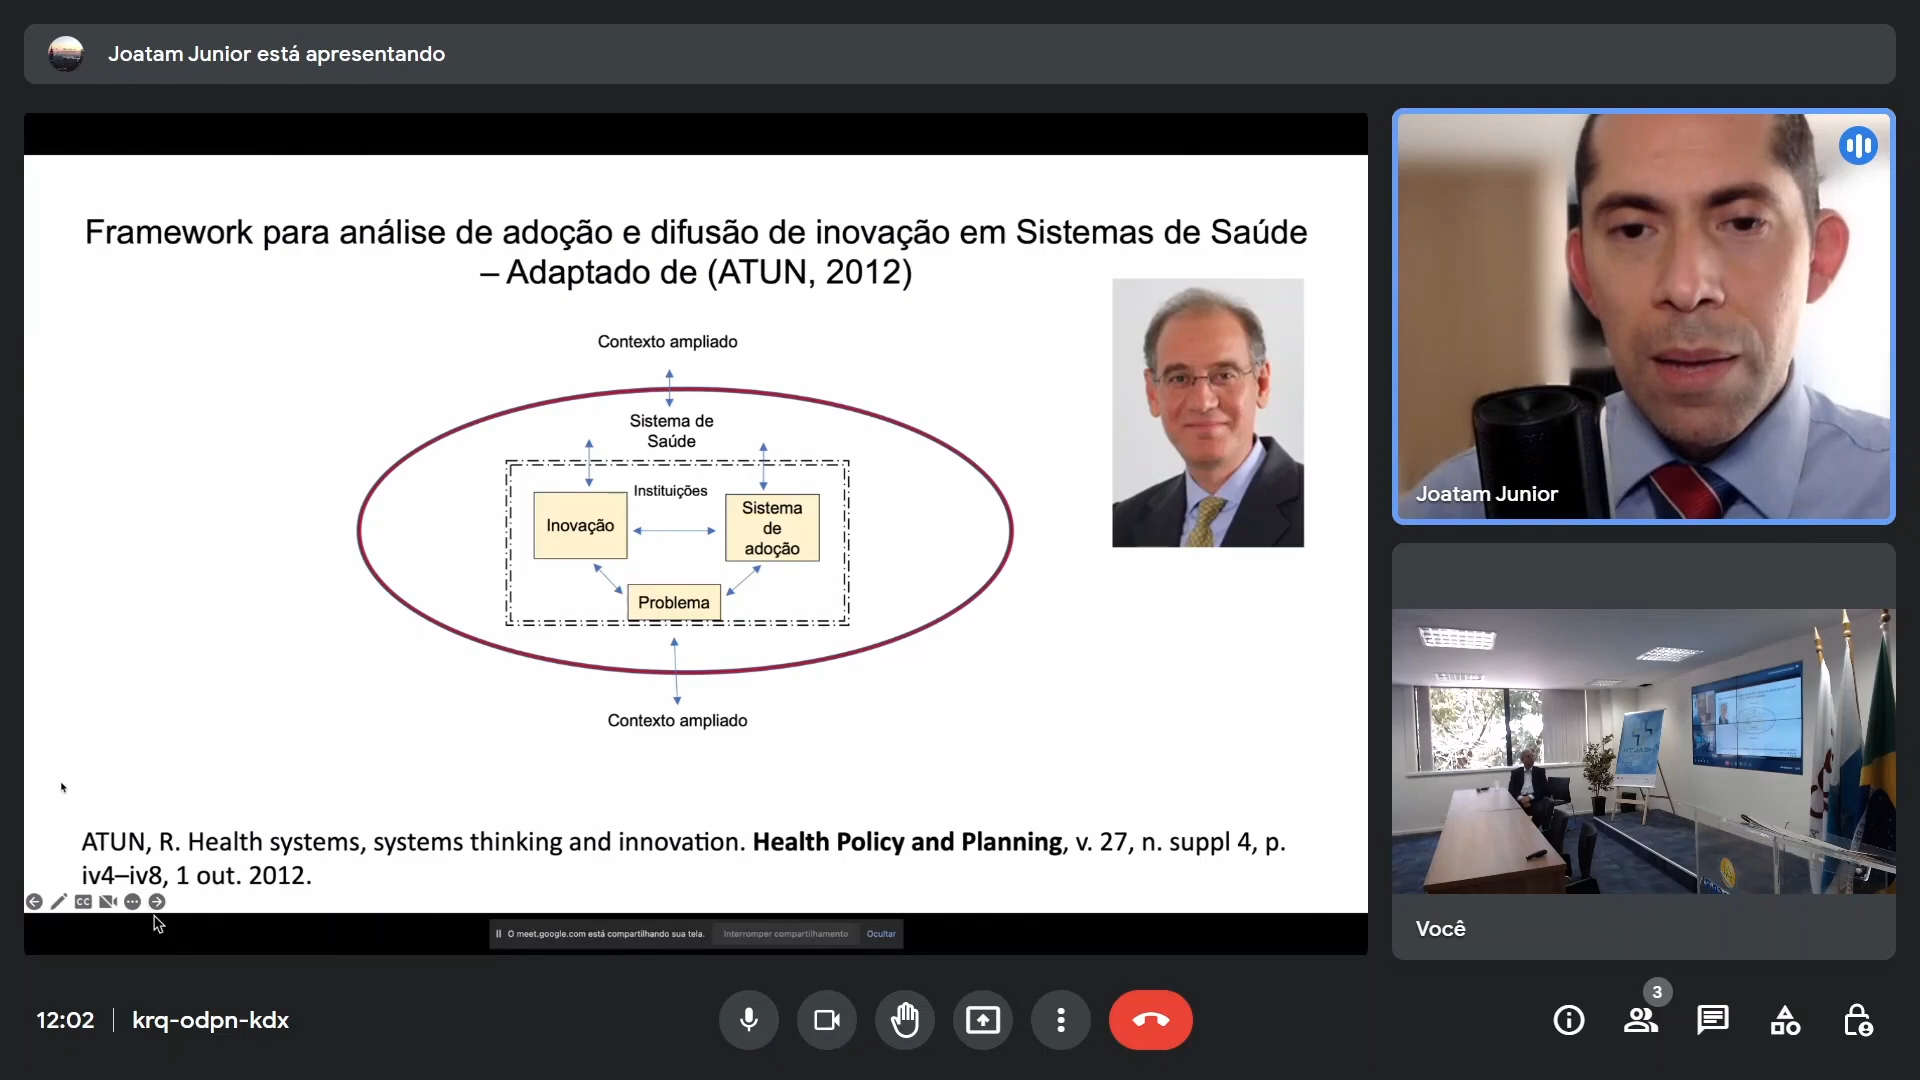 Joatam Junior está apresentando
Framework para análise de adoção e difusão de inovação em Sistemas de Saúde
– Adaptado de (ATUN, 2012)
Contexto ampliado
Sistema de
Saúde
Instituições
Inovação
Sistema
de
adoção
Problema
Contexto ampliado
ATUN, R. Health systems, systems thinking and innovation. Health Policy and Planning, v. 27, n. suppl 4, p.
iv4–iv8, 1 out. 2012.
CC
O meet.google.com está compartilhando sua tela. Interromper compartilhamento Ocultar
Joatam Junior
Você
12:02 krq-odpn-kdx
3